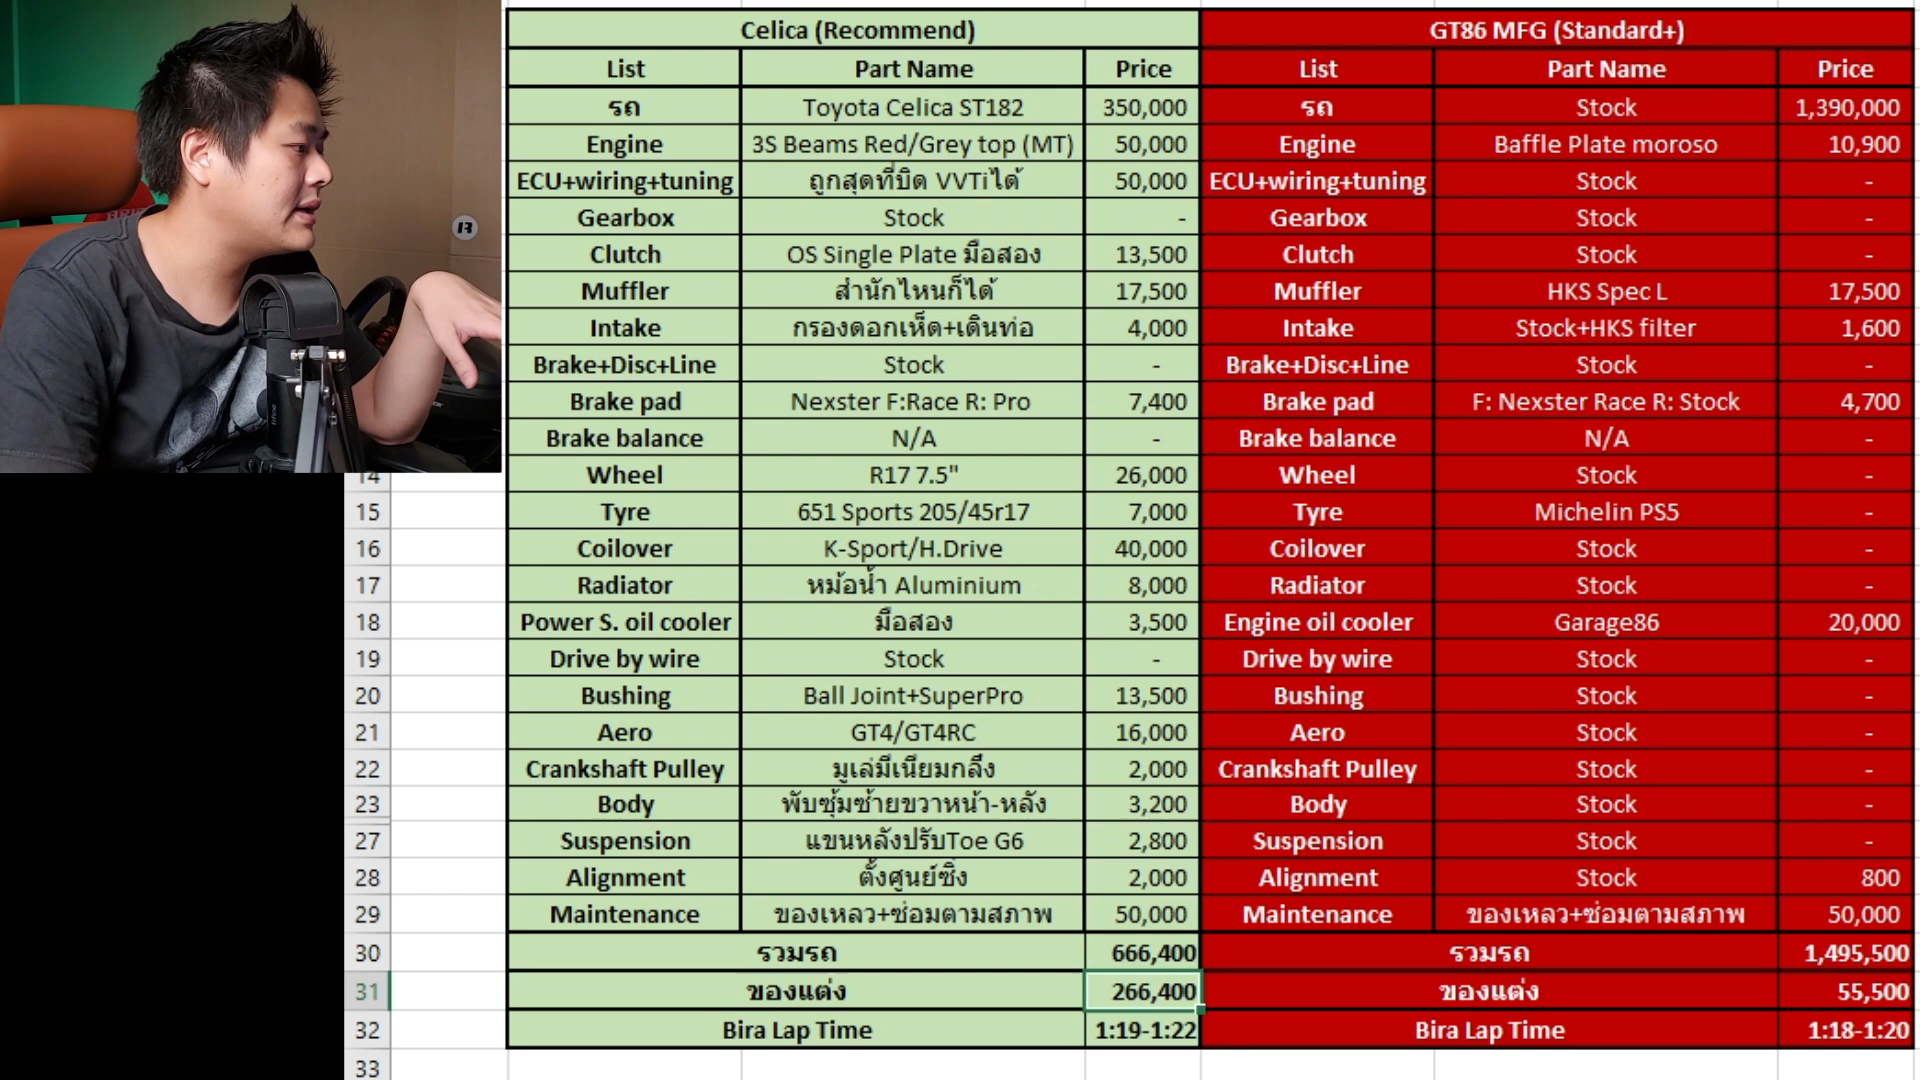 Celica (Recommend) GT86 MFG (Standard+)
List Part Name Price List Part Name Price
รถ Toyota Celica ST182 350,000 รถ Stock 1,390,000
Engine 3S Beams Red/Grey top (MT) 50,000 Engine Baffle Plate moroso 10,900
ECU+wiring+tuning ถูกสุดที่บิด VVTiได้ 50,000 ECU+wiring+tuning Stock -
Gearbox Stock - Gearbox Stock -
Clutch OS Single Plate มือสอง 13,500 Clutch Stock -
Muffler สำนักไหนก็ได้ 17,500 Muffler HKS Spec L 17,500
Intake กรองดอกเห็ด+เดินท่อ 4,000 Intake Stock+HKS filter 1,600
Brake+Disc+Line Stock - Brake+Disc+Line Stock -
Brake pad Nexster F:Race R: Pro 7,400 Brake pad F: Nexster Race R: Stock 4,700
Brake balance N/A - Brake balance N/A -
14 Wheel R17 7.5" 26,000 Wheel Stock -
15 Tyre 651 Sports 205/45r17 7,000 Tyre Michelin PS5 -
16 Coilover K-Sport/H.Drive 40,000 Coilover Stock -
17 Radiator หม้อน้ำ Aluminium 8,000 Radiator Stock -
18 Power S. oil cooler มือสอง 3,500 Engine oil cooler Garage86 20,000
19 Drive by wire Stock - Drive by wire Stock -
20 Bushing Ball Joint+SuperPro 13,500 Bushing Stock -
21 Aero GT4/GT4RC 16,000 Aero Stock -
22 Crankshaft Pulley มูเล่มีเนียมกลึง 2,000 Crankshaft Pulley Stock -
23 Body พับซุ้มซ้ายขวาหน้า-หลัง 3,200 Body Stock -
27 Suspension แขนหลังปรับToe G6 2,800 Suspension Stock -
28 Alignment ตั้งศูนย์ซิ่ง 2,000 Alignment Stock 800
29 Maintenance ของเหลว+ซ่อมตามสภาพ 50,000 Maintenance ของเหลว+ซ่อมตามสภาพ 50,000
30 รวมรถ 666,400 รวมรถ 1,495,500
31 ของแต่ง 266,400 ของแต่ง 55,500
32 Bira Lap Time 1:19-1:22 Bira Lap Time 1:18-1:20
33